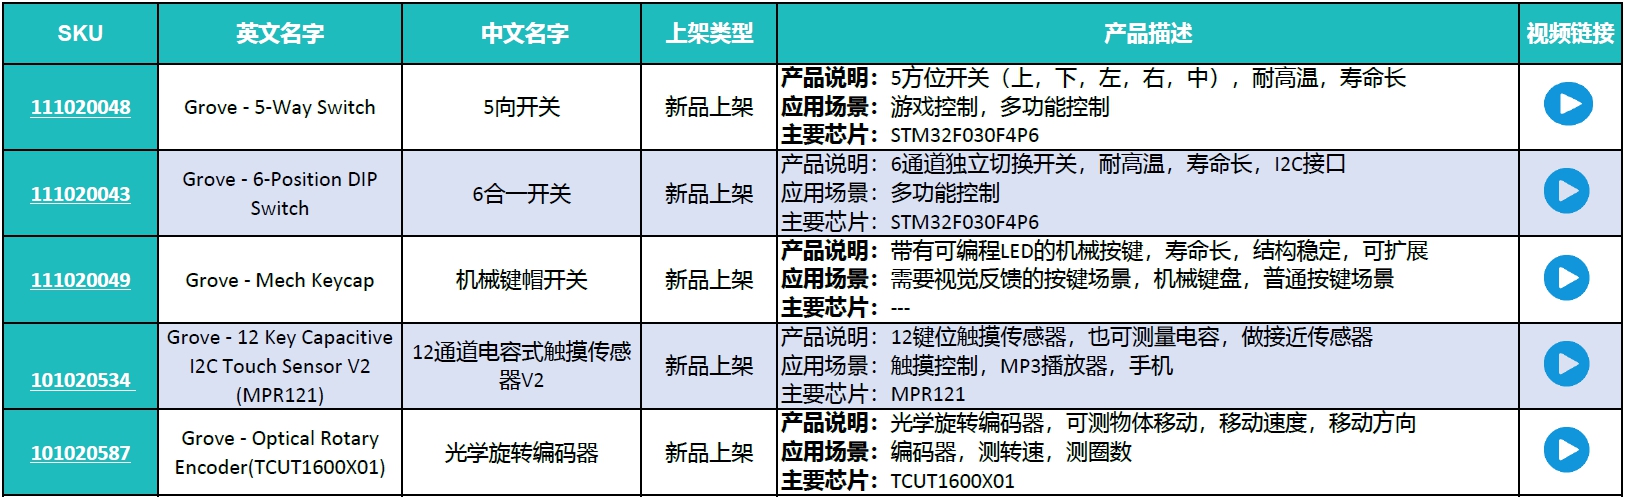 SKU
英文名字
中文名字
上架类型
产品描述
视频链接
111020048
Grove - 5-Way Switch
5向开关
新品上架
产品说明：5方位开关（上，下，左，右，中），耐高温，寿命长
应用场景：游戏控制，多功能控制
主要芯片：STM32F030F4P6
111020043
Grove - 6-Position DIP
Switch
6合一开关
新品上架
产品说明：6通道独立切换开关，耐高温，寿命长，I2C接口
应用场景：多功能控制
主要芯片：STM32F030F4P6
111020049
Grove - Mech Keycap
机械键帽开关
新品上架
产品说明：带有可编程LED的机械按键，寿命长，结构稳定，可扩展
应用场景：需要视觉反馈的按键场景，机械键盘，普通按键场景
主要芯片：---
101020534
Grove - 12 Key Capacitive
I2C Touch Sensor V2
(MPR121)
12通道电容式触摸传感
器V2
新品上架
产品说明：12键位触摸传感器，也可测量电容，做接近传感器
应用场景：触摸控制，MP3播放器，手机
主要芯片：MPR121
101020587
Grove - Optical Rotary
Encoder(TCUT1600X01)
光学旋转编码器
新品上架
产品说明：光学旋转编码器，可测物体移动，移动速度，移动方向
应用场景：编码器，测转速，测圈数
主要芯片：TCUT1600X01